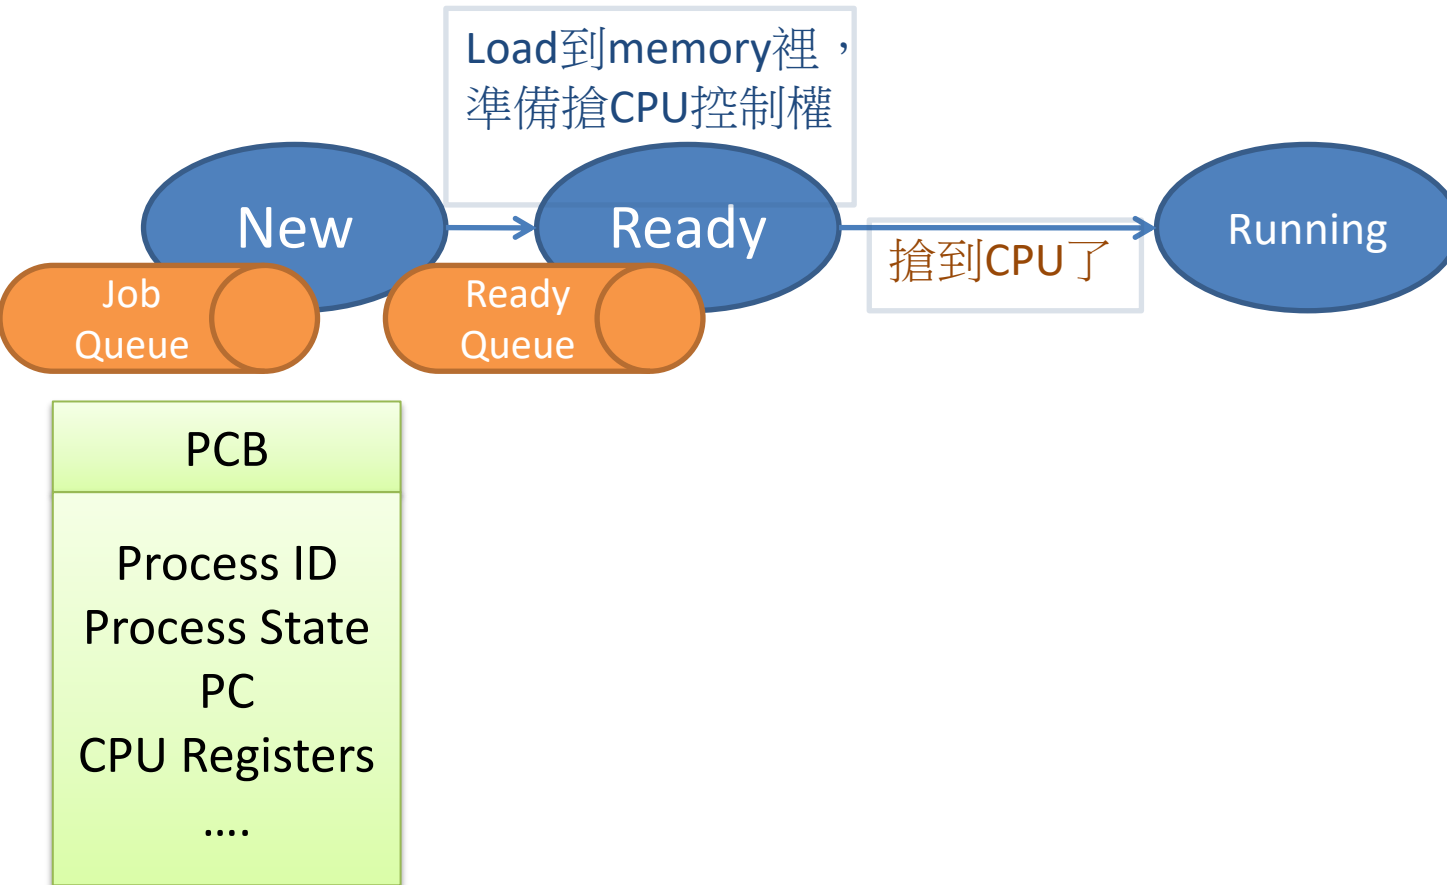 Load到memory裡，
準備搶CPU控制權
New
Ready
Running
搶到CPU了
Job
Queue
Ready
Queue
PCB
Process ID
Process State
PC
CPU Registers
….